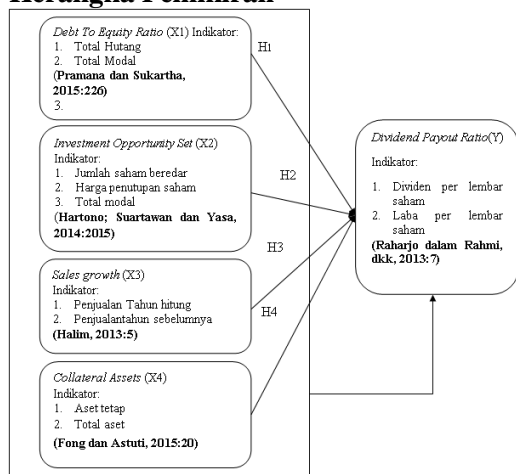 Kerangka Pemikiran
Debt To Equity Ratio (X1) Indikator:
1. Total Hutang
2. Total Modal
(Pramana dan Sukartha,
2015:226)
3.
H1
Investment Opportunity Set (X2)
Indikator:
1. Jumlah saham beredar
2. Harga penutupan saham
3. Total modal
(Hartono; Suartawan dan Yasa,
2014:2015)
H2
Sales growth (X3)
Indikator:
1. Penjualan Tahun hitung
2. Penjualantahun sebelumnya
(Halim, 2013:5)
H3
Collateral Assets (X4)
Indikator:
1. Aset tetap
2. Total aset
(Fong dan Astuti, 2015:20)
H4
Dividend Payout Ratio(Y)
Indikator:
1. Dividen per lembar
saham
2. Laba per lembar
saham
(Raharjo dalam Rahmi,
dkk, 2013:7)